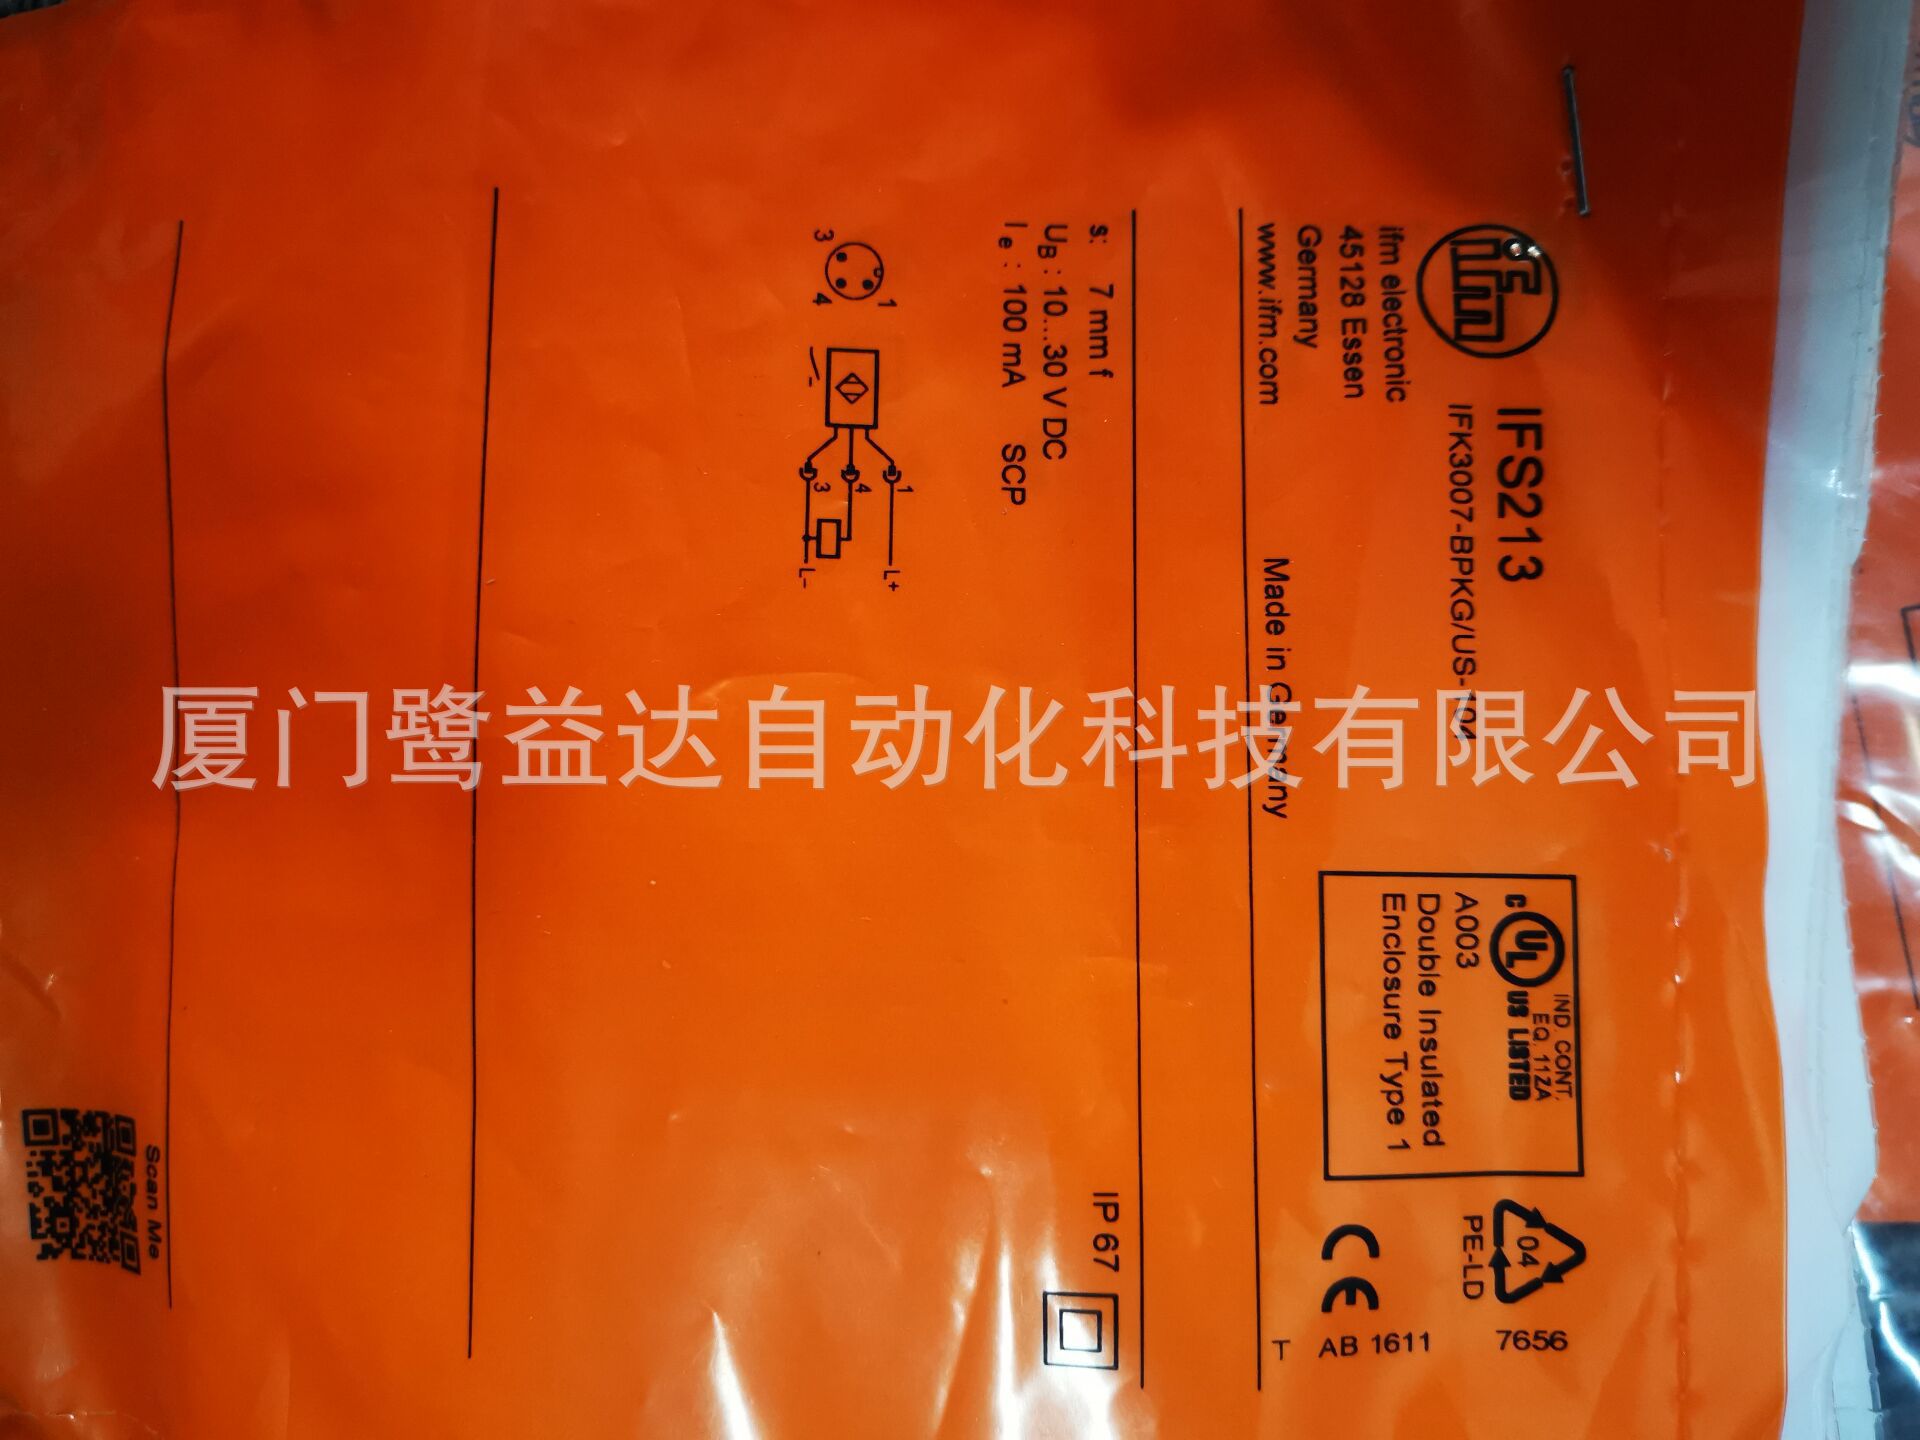 ifm
IFS213
IFK3007-BPKG/US-104
ifm electronic
45128 Essen
Germany
www.ifm.com
Made in Germany
C UL US LISTED
IND. CONT.
EQ. 11ZA
A003
Double Insulated
Enclosure Type 1
04
PE-LD
CE
7656
AB 1611
T
s: 7 mm f
UB : 10...30 V DC
Ie : 100 mA SCP
IP 67
1
3
4
1
4
3
L+
L-
Scan Me
厦门鹭益达自动化科技有限公司